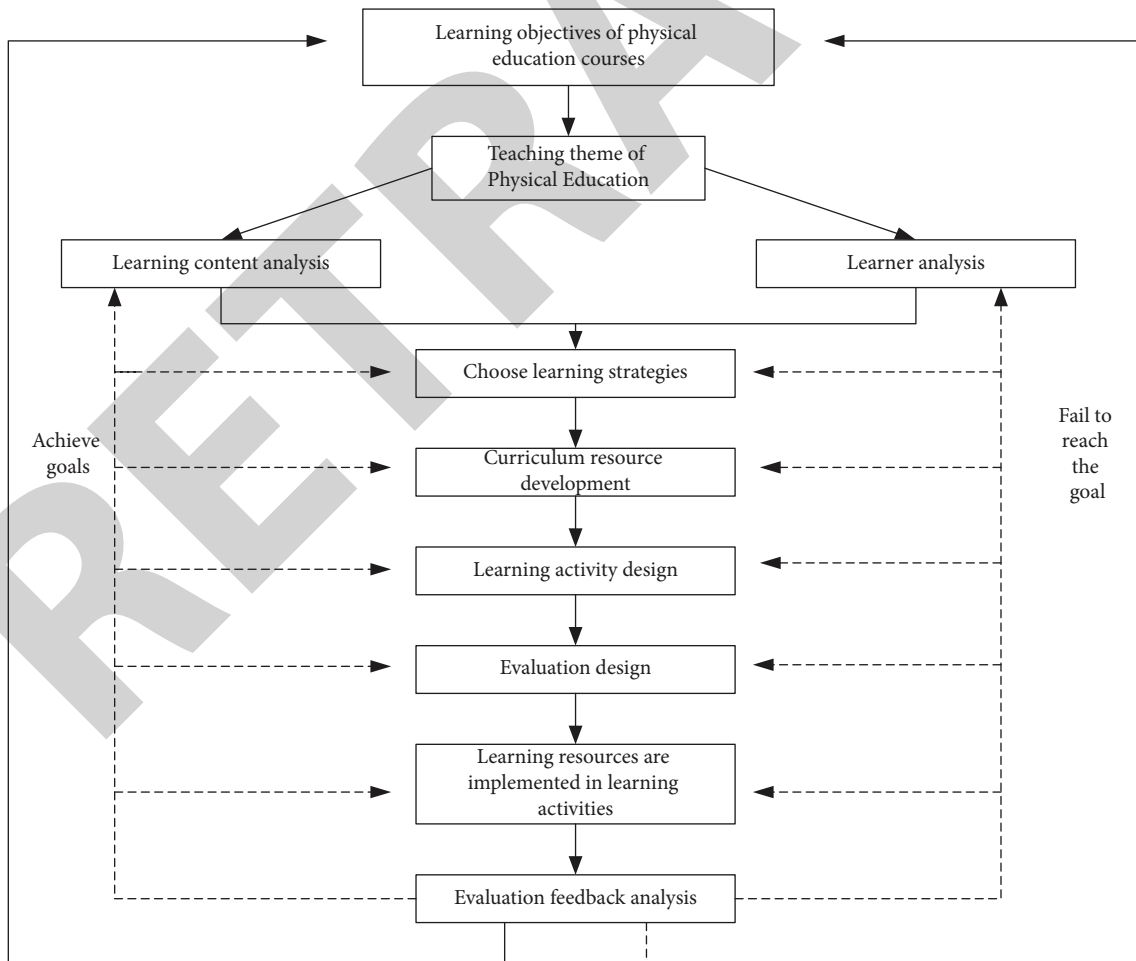 Learning objectives of physical
education courses
Teaching theme of
Physical Education
Learning content analysis
Learner analysis
Choose learning strategies
Achieve
goals
Fail to
reach
the
goal
Curriculum resource
development
Learning activity design
Evaluation design
Learning resources are
implemented in learning
activities
Evaluation feedback analysis
RETRA